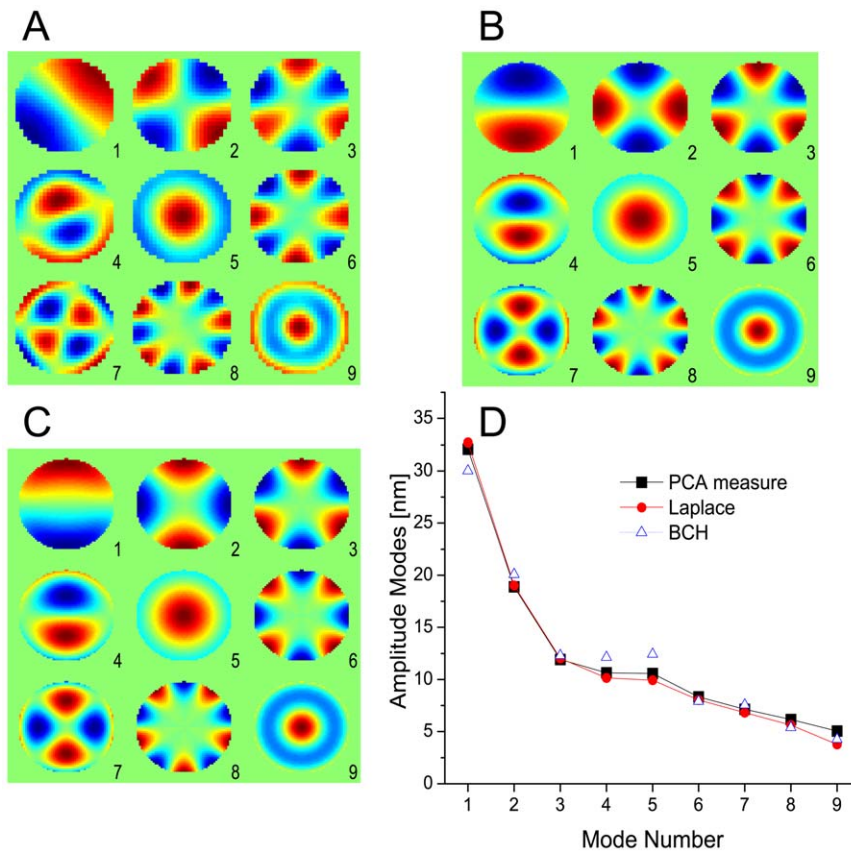 A
1 2 3
4 5 6
7 8 9
B
1 2 3
4 5 6
7 8 9
C
1 2 3
4 5 6
7 8 9
D
PCA measure
Laplace
BCH
Amplitude Modes [nm]
35
30
25
20
15
10
5
0
1 2 3 4 5 6 7 8 9
Mode Number